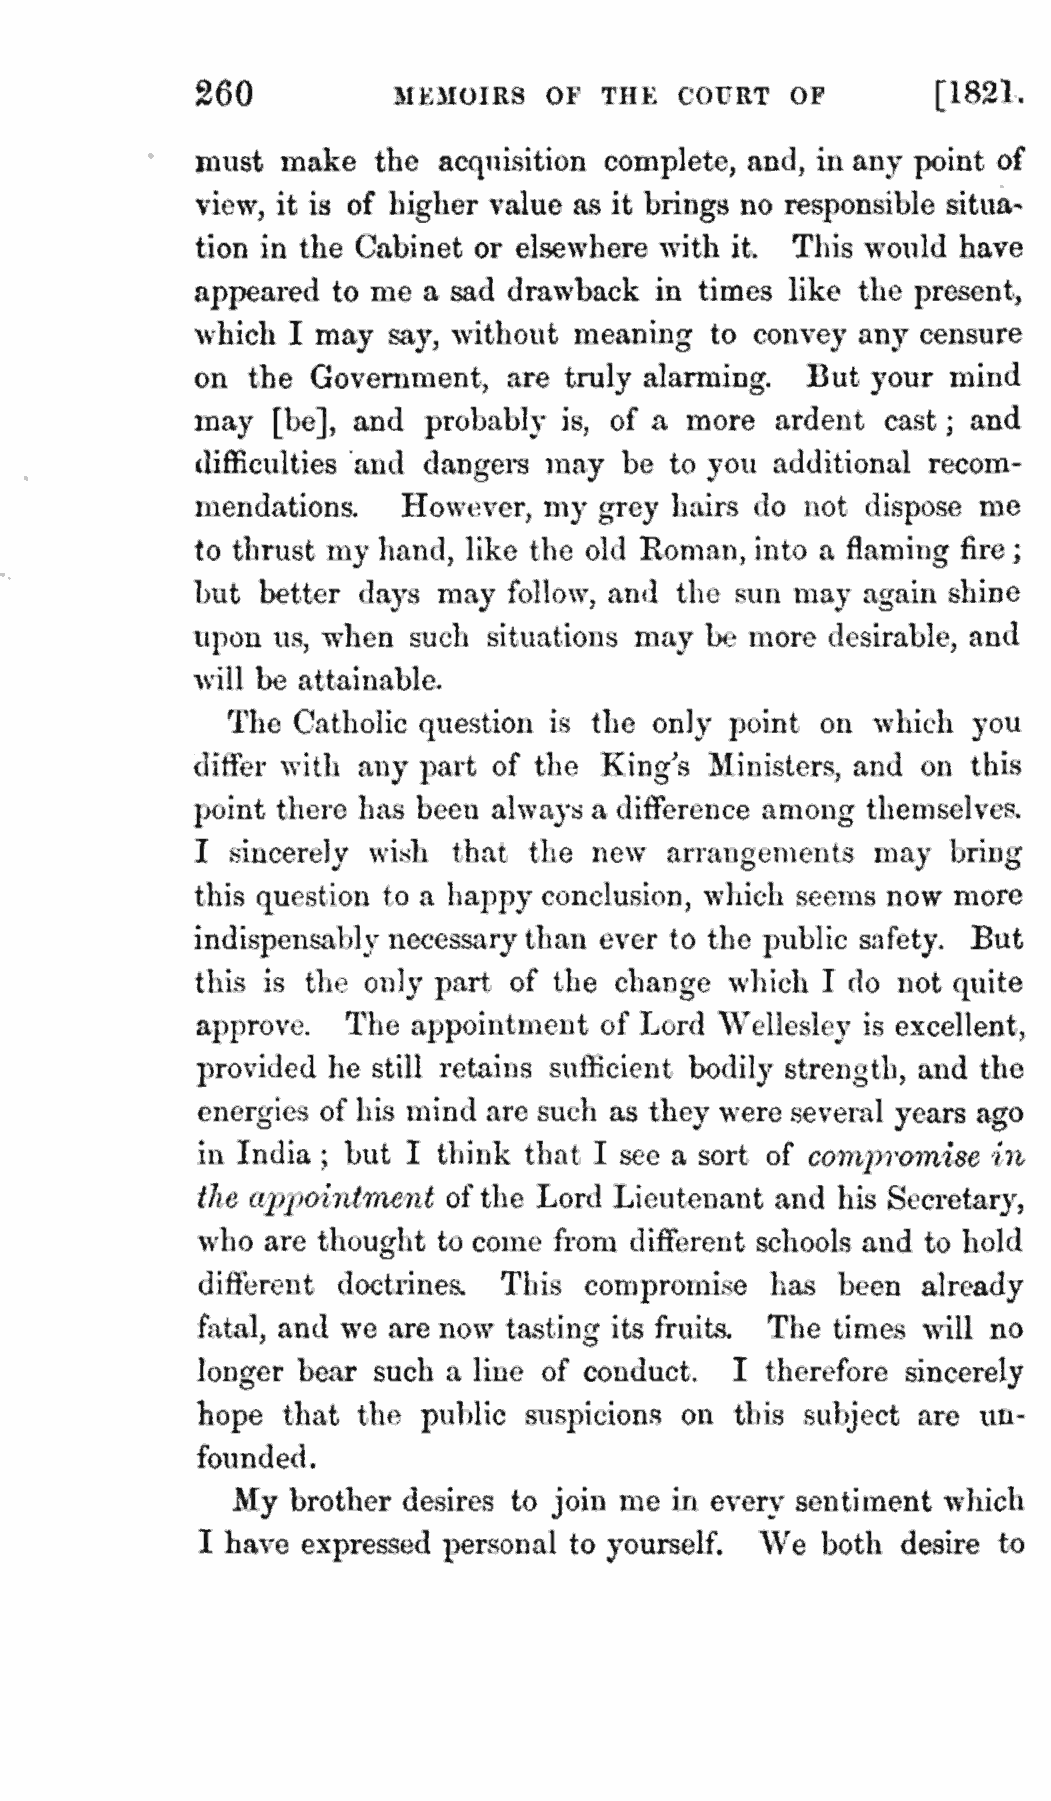 260 MEMOIRS OF THE COURT OF [1821.
must make the acquisition complete, and, in any point of
view, it is of higher value as it brings no responsible situa-
tion in the Cabinet or elsewhere with it. This would have
appeared to me a sad drawback in times like the present,
which I may say, without meaning to convey any censure
on the Government, are truly alarming. But your mind
may [be], and probably is, of a more ardent cast; and
difficulties and dangers may be to you additional recom-
mendations. However, my grey hairs do not dispose me
to thrust my hand, like the old Roman, into a flaming fire;
but better days may follow, and the sun may again shine
upon us, when such situations may be more desirable, and
will be attainable.
The Catholic question is the only point on which you
differ with any part of the King's Ministers, and on this
point there has been always a difference among themselves.
I sincerely wish that the new arrangements may bring
this question to a happy conclusion, which seems now more
indispensably necessary than ever to the public safety. But
this is the only part of the change which I do not quite
approve. The appointment of Lord Wellesley is excellent,
provided he still retains sufficient bodily strength, and the
energies of his mind are such as they were several years ago
in India; but I think that I see a sort of compromise in
the appointment of the Lord Lieutenant and his Secretary,
who are thought to come from different schools and to hold
different doctrines. This compromise has been already
fatal, and we are now tasting its fruits. The times will no
longer bear such a line of conduct. I therefore sincerely
hope that the public suspicions on this subject are un-
founded.
My brother desires to join me in every sentiment which
I have expressed personal to yourself. We both desire to